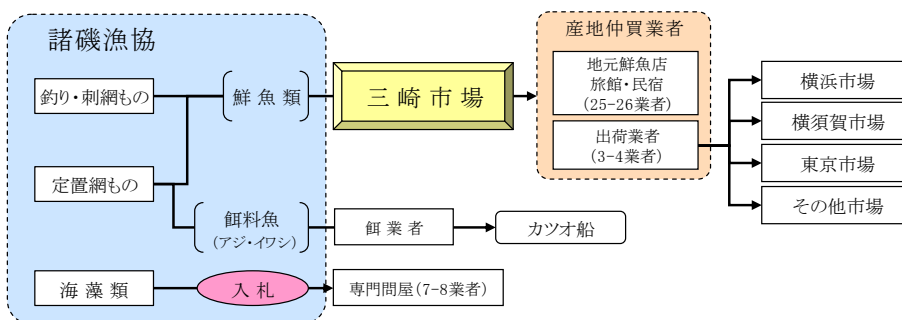 諸磯漁協
釣り・刺網もの
鮮魚類
定置網もの
餌料魚
(アジ・イワシ)
海藻類
入札
三崎市場
餌業者
カツオ船
専門問屋(7-8業者)
産地仲買業者
地元鮮魚店
旅館・民宿
(25-26業者)
出荷業者
(3-4業者)
横浜市場
横須賀市場
東京市場
その他市場